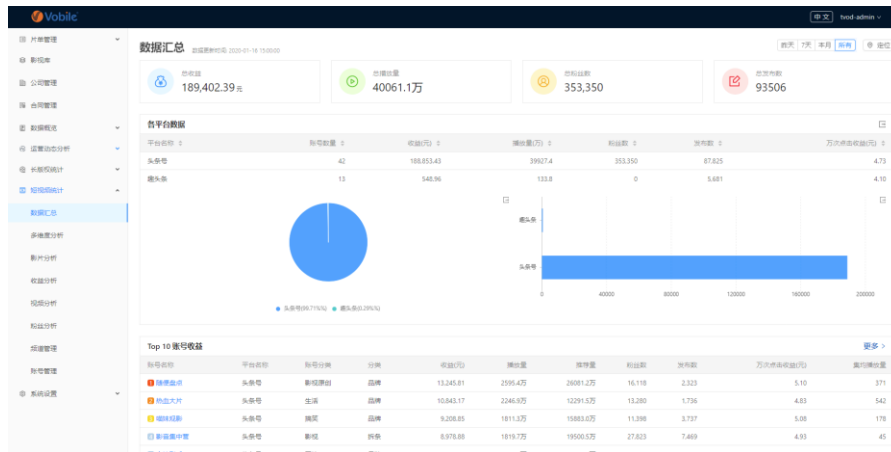 Vobile
中文 tvod-admin
片单管理
影视库
公司管理
合同管理
数据概览
运营动态分析
长版权统计
短视频统计
数据汇总
多维度分析
影片分析
收益分析
视频分析
粉丝分析
频道管理
账号管理
系统设置
数据汇总 数据更新时间: 2020-01-16 15:00:00
昨天 7天 本月 所有
总收益
189,402.39元
总播放量
40061.1万
总粉丝数
353,350
总发布数
93506
各平台数据
平台名称 账号数量 收益(元) 播放量(万) 粉丝数 发布数 万次点击收益(元)
头条号 42 188,853.43 39927.4 353,350 87,825 4.73
趣头条 13 548.96 133.8 0 5,681 4.10
头条号(99.71%) 趣头条(0.29%)
趣头条
头条号
0 40000 80000 120000 160000 200000
Top 10 账号收益 更多 >
账号名称 平台名称 账号分类 分类 收益(元) 播放量 推荐量 粉丝数 发布数 万次点击收益(元) 集均播放量
1 随便盘点 头条号 影视原创 品牌 13,245.81 2595.4万 26081.2万 16,118 2,323 5.10 371
2 热血大片 头条号 生活 品牌 10,843.17 2246.9万 12291.5万 13,280 1,736 4.83 542
3 头条号 搞笑 品牌 9,208.85 1811.3万 15883.0万 11,398 3,737 5.08 178
4 影音集中营 头条号 影视 拆条 8,978.88 1819.7万 19500.5万 27,823 7,469 4.93 45